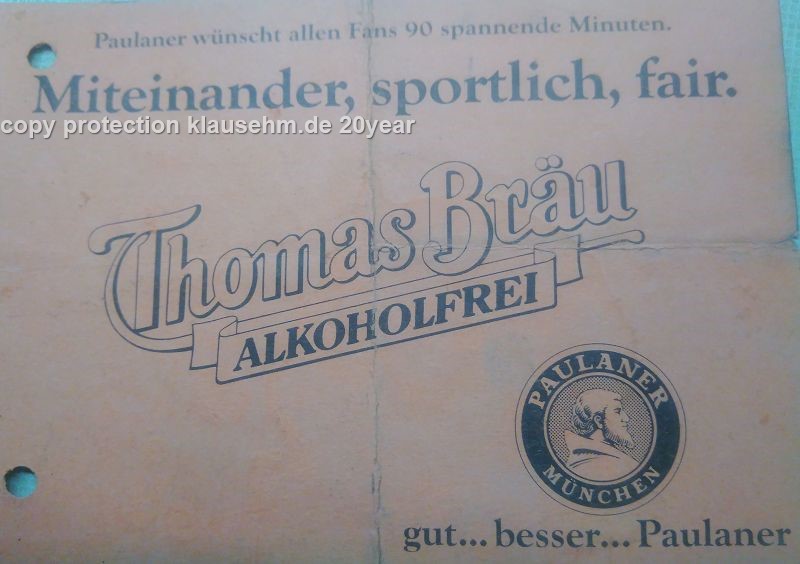 Paulaner wünscht allen Fans 90 spannende Minuten.
Miteinander, sportlich, fair.
copy protection klausehm.de 20year
Thomas Bräu
ALKOHOLFREI
PAULANER
MÜNCHEN
gut... besser... Paulaner